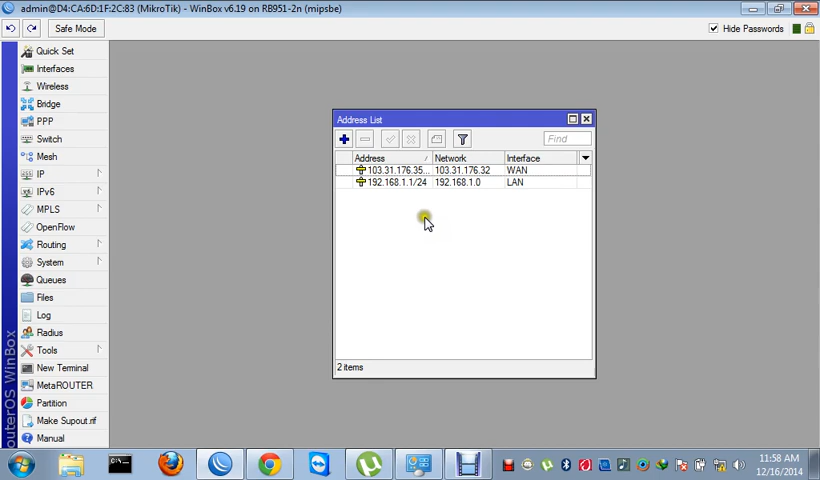 admin@D4:CA:6D:1F:2C:83 (MikroTik) - WinBox v6.19 on RB951-2n (mipsbe)
Safe Mode
Hide Passwords
Quick Set
Interfaces
Wireless
Bridge
PPP
Switch
Mesh
IP
IPv6
MPLS
OpenFlow
Routing
System
Queues
Files
Log
Radius
Tools
New Terminal
MetaROUTER
Partition
Make Supout.rif
Manual
outerOS WinBox
Address List
Find
Address Network Interface
103.31.176.35... 103.31.176.32 WAN
192.168.1.1/24 192.168.1.0 LAN
2 items
11:58 AM
12/16/2014